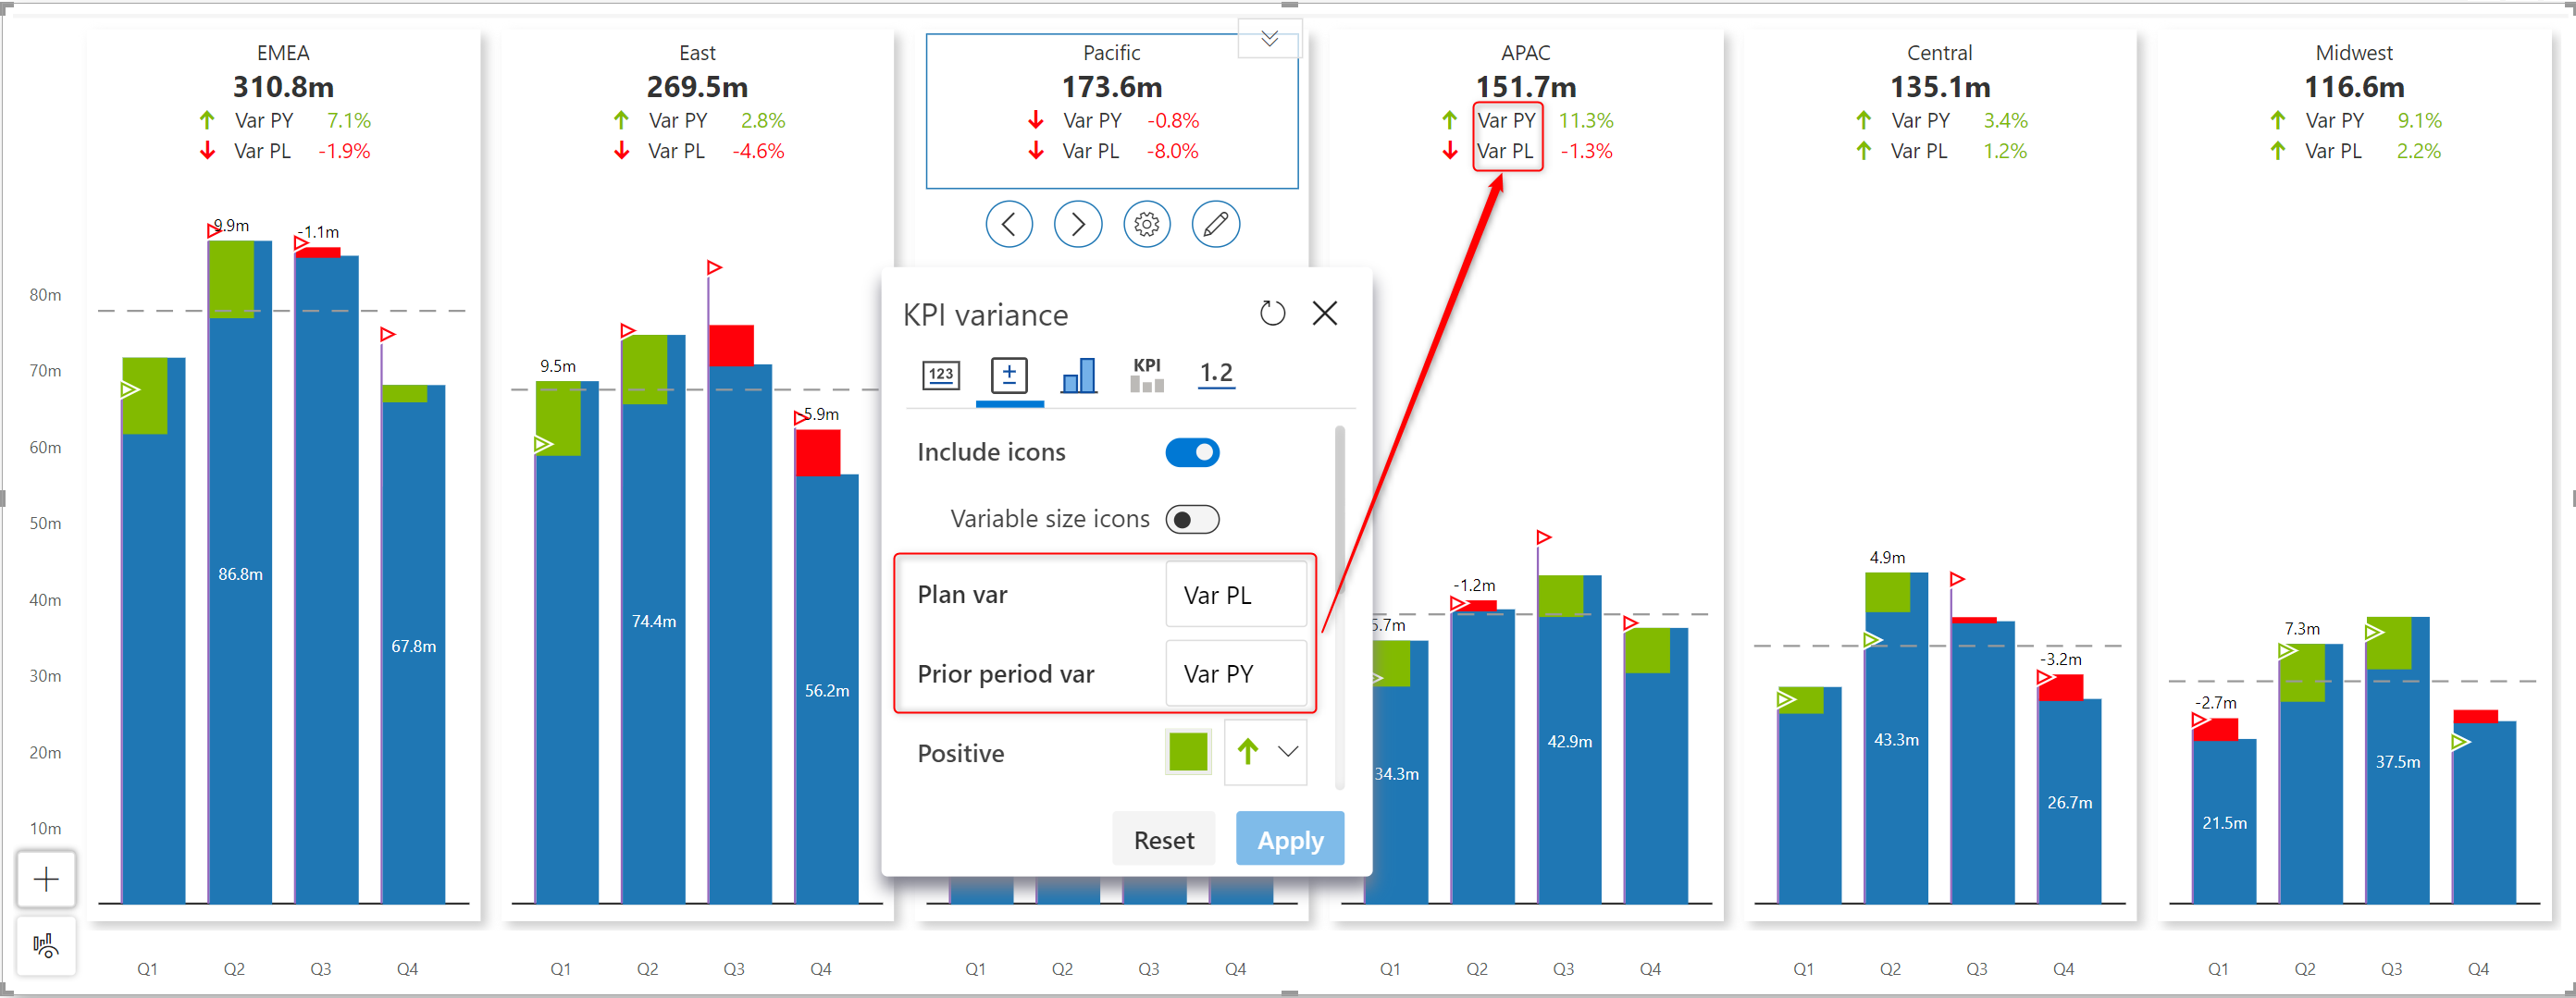 EMEA
310.8m
Var PY 7.1%
Var PL -1.9%
East
269.5m
Var PY 2.8%
Var PL -4.6%
Pacific
173.6m
Var PY -0.8%
Var PL -8.0%
APAC
151.7m
Var PY 11.3%
Var PL -1.3%
Central
135.1m
Var PY 3.4%
Var PL 1.2%
Midwest
116.6m
Var PY 9.1%
Var PL 2.2%
80m
70m
60m
50m
40m
30m
20m
10m
9.9m
-1.1m
86.8m
67.8m
9.5m
-5.9m
74.4m
56.2m
KPI variance
123
KPI
1.2
Include icons
Variable size icons
Plan var
Var PL
Prior period var
Var PY
Positive
Reset
Apply
5.7m
-1.2m
34.3m
42.9m
4.9m
-3.2m
43.3m
26.7m
-2.7m
7.3m
21.5m
37.5m
Q1 Q2 Q3 Q4
Q1 Q2 Q3 Q4
Q1 Q2 Q3 Q4
Q1 Q2 Q3 Q4
Q1 Q2 Q3 Q4
Q1 Q2 Q3 Q4